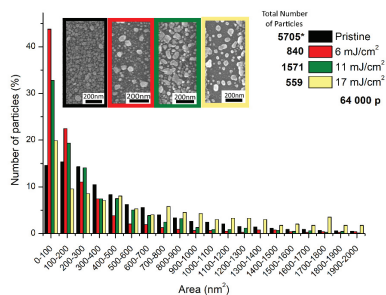 Total Number
of Particles
5705* Pristine
840 6 mJ/cm²
1571 11 mJ/cm²
559 17 mJ/cm²
64 000 p
200nm 200nm 200nm 200nm
Number of particles (%)
40
30
20
10
0
0-100 100-200 200-300 300-400 400-500 500-600 600-700 700-800 800-900 900-1000 1000-1100 1100-1200 1200-1300 1300-1400 1400-1500 1500-1600 1600-1700 1700-1800 1800-1900 1900-2000
Area (nm²)